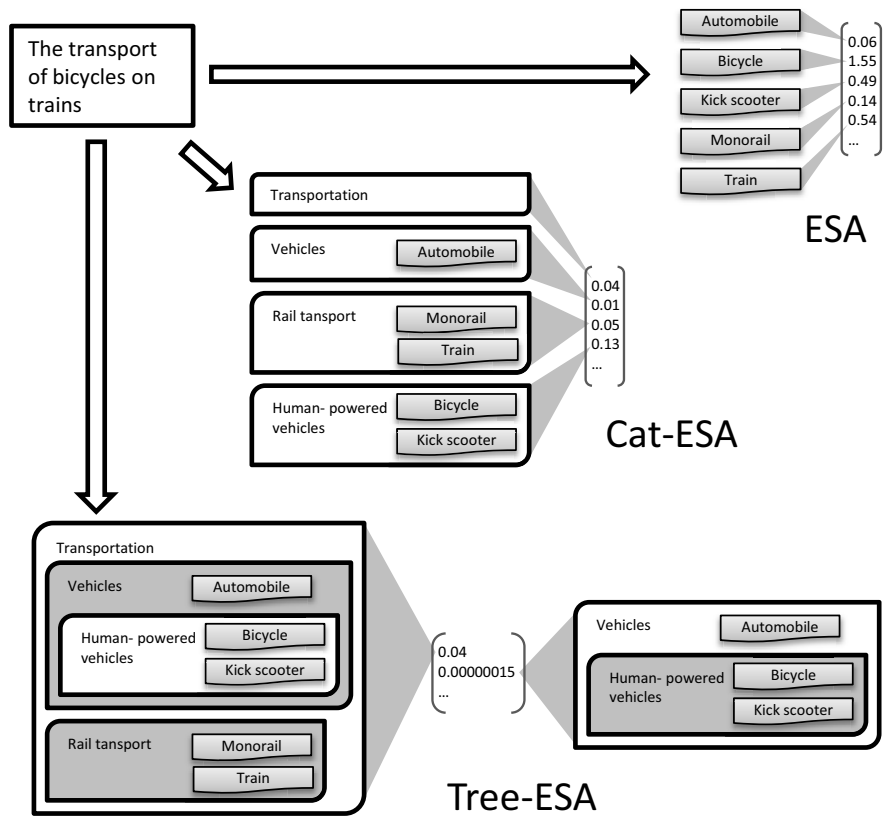 The transport
of bicycles on
trains
Automobile
Bicycle
Kick scooter
Monorail
Train
0.06
1.55
0.49
0.14
0.54
...
ESA
Transportation
Vehicles
Automobile
Rail tansport
Monorail
Train
Human- powered
vehicles
Bicycle
Kick scooter
0.04
0.01
0.05
0.13
...
Cat-ESA
Transportation
Vehicles
Automobile
Human- powered
vehicles
Bicycle
Kick scooter
Rail tansport
Monorail
Train
0.04
0.00000015
...
Vehicles
Automobile
Human- powered
vehicles
Bicycle
Kick scooter
Tree-ESA